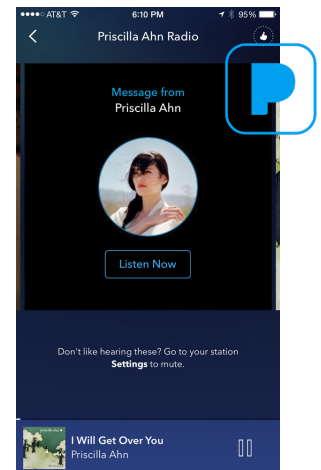 AT&T 6:10 PM 95%
Priscilla Ahn Radio
Message from
Priscilla Ahn
Listen Now
Don't like hearing these? Go to your station
Settings to mute.
I Will Get Over You
Priscilla Ahn